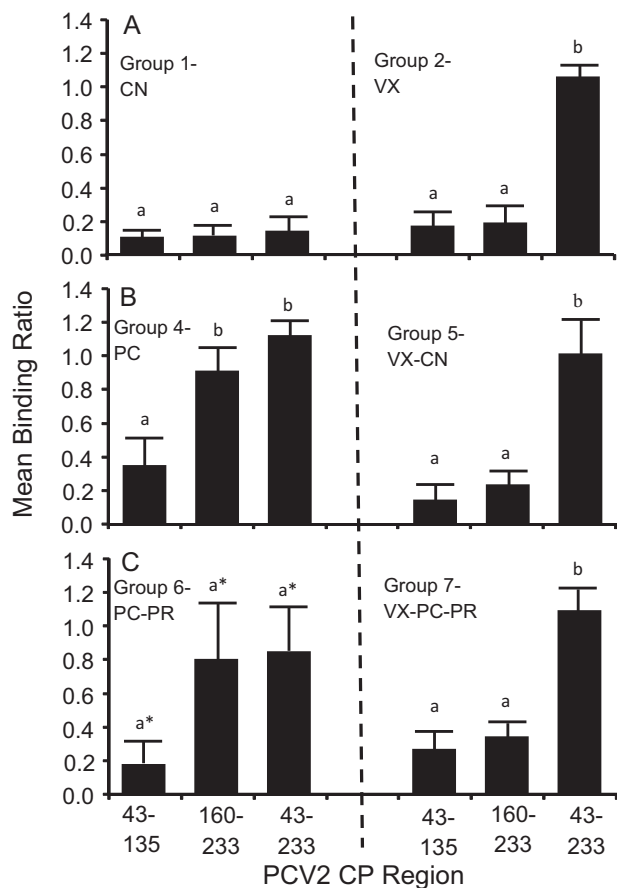 A
Group 1-
CN
Group 2-
VX
1.4
1.2
1.0
0.8
0.6
0.4
0.2
0.0
a
a
a
a
a
b
B
Group 4-
PC
Group 5-
VX-CN
1.4
1.2
1.0
0.8
0.6
0.4
0.2
0.0
a
b
b
a
a
b
C
Group 6-
PC-PR
Group 7-
VX-PC-PR
1.4
1.2
1.0
0.8
0.6
0.4
0.2
0.0
a*
a*
a*
a
a
b
Mean Binding Ratio
43-
135
160-
233
43-
233
43-
135
160-
233
43-
233
PCV2 CP Region